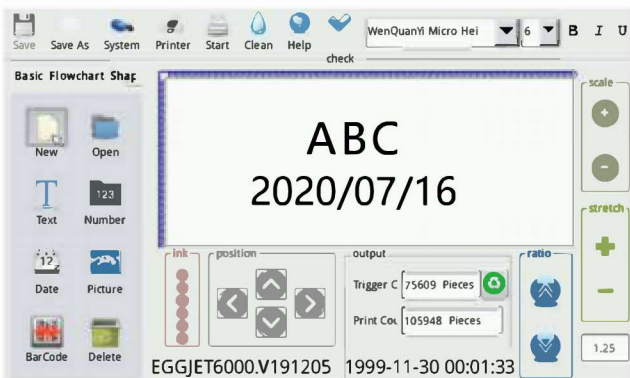 Save Save As System Printer Start Clean Help check WenQuanYi Micro Hei 6 B I U
Basic Flowchart Shap
New Open
Text 123 Number
12 Date Picture
BarCode Delete
ABC
2020/07/16
scale
+
-
stretch
+
-
1.25
ink position output ratio
Trigger C 75609 Pieces
Print Cou 105948 Pieces
EGGJET6000.V191205 1999-11-30 00:01:33